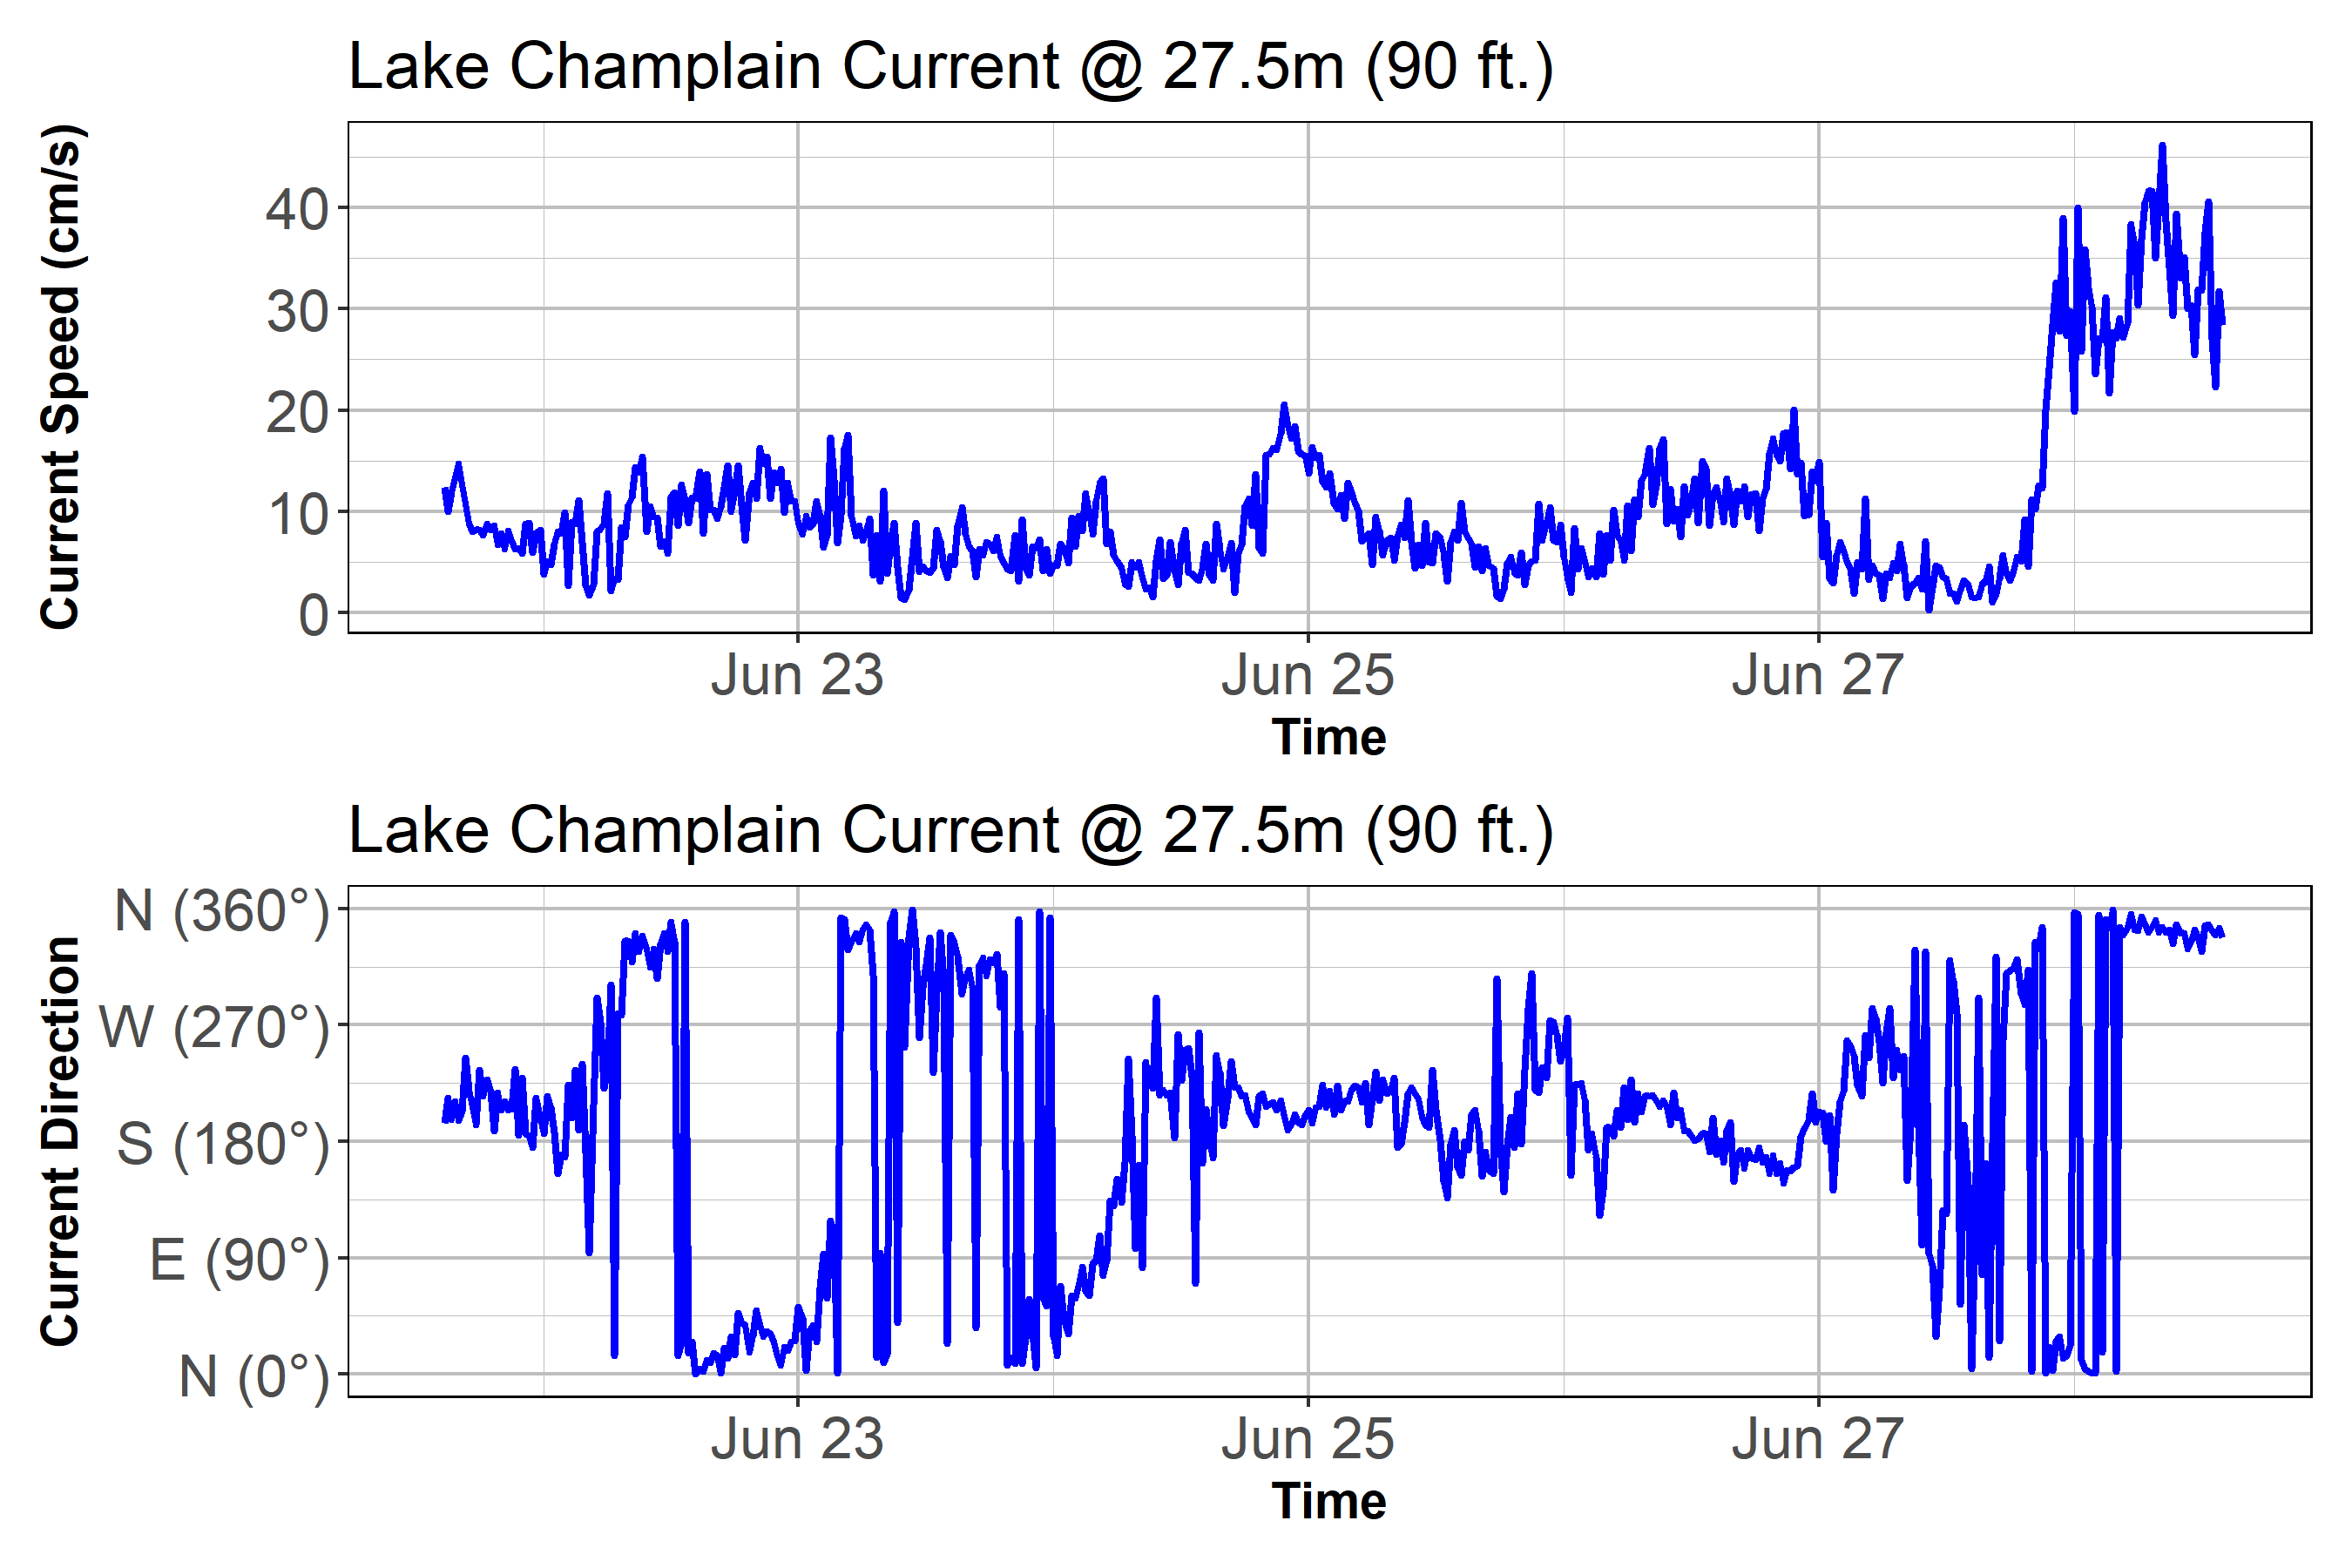 Lake Champlain Current @ 27.5m (90 ft.)
Current Speed (cm/s)
40
30
20
10
0
Jun 23 Jun 25 Jun 27
Time
Lake Champlain Current @ 27.5m (90 ft.)
Current Direction
N (360°)
W (270°)
S (180°)
E (90°)
N (0°)
Jun 23 Jun 25 Jun 27
Time